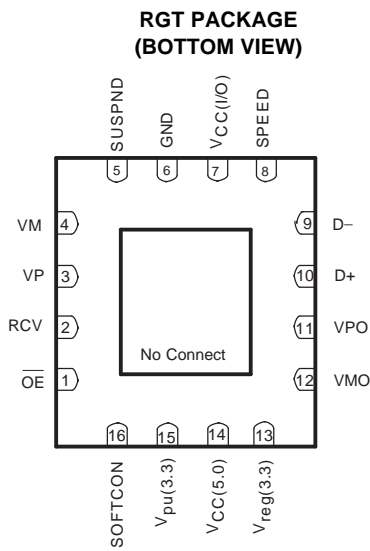 RGT PACKAGE
(BOTTOM VIEW)
SUSPND
GND
VCC(I/O)
SPEED
5
6
7
8
VM
4
9
D−
VP
3
10
D+
RCV
2
11
VPO
OE
1
12
VMO
No Connect
16
15
14
13
SOFTCON
Vpu(3.3)
VCC(5.0)
Vreg(3.3)